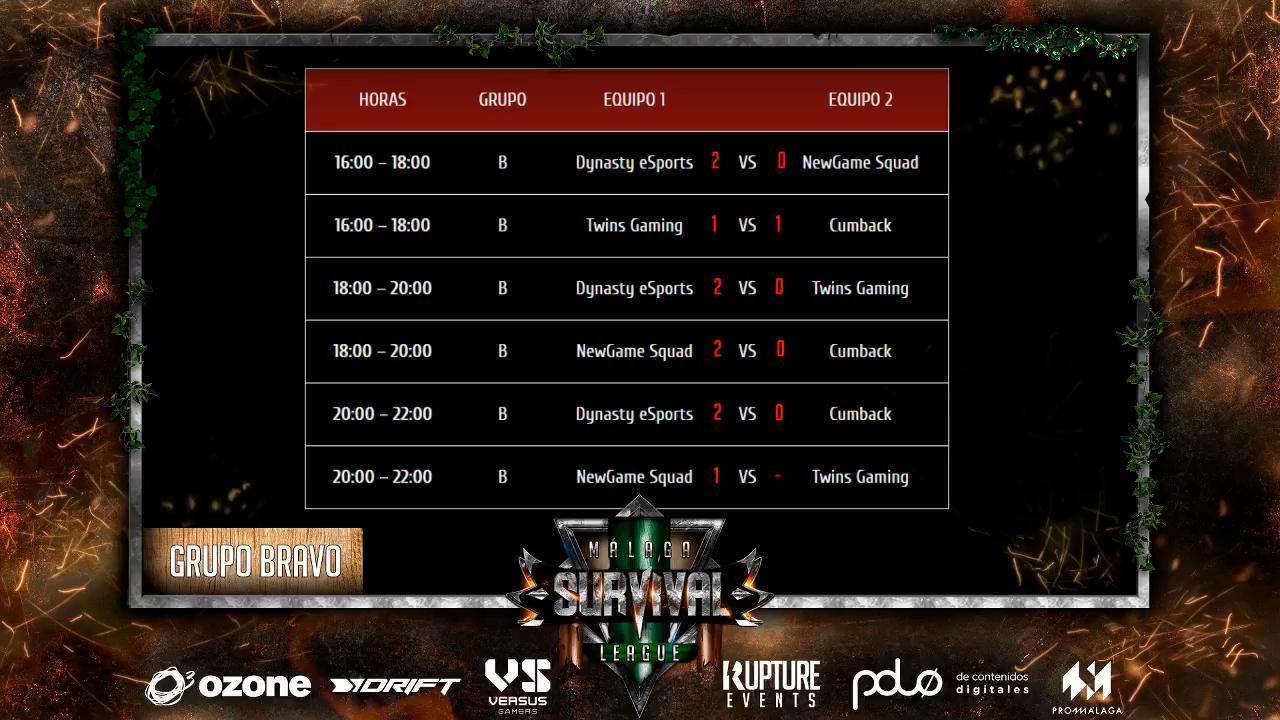 HORAS GRUPO EQUIPO 1 EQUIPO 2
16:00 – 18:00 B Dynasty eSports 2 VS 0 NewGame Squad
16:00 – 18:00 B Twins Gaming 1 VS 1 Cumback
18:00 – 20:00 B Dynasty eSports 2 VS 0 Twins Gaming
18:00 – 20:00 B NewGame Squad 2 VS 0 Cumback
20:00 – 22:00 B Dynasty eSports 2 VS 0 Cumback
20:00 – 22:00 B NewGame Squad 1 VS - Twins Gaming
GRUPO BRAVO
MÁLAGA
SURVIVAL
LEAGUE
3 ozone
DRIFT
VS
VERSUS
GAMERS
RUPTURE
EVENTS
pdLO
de contenidos
digitales
PROMÁLAGA